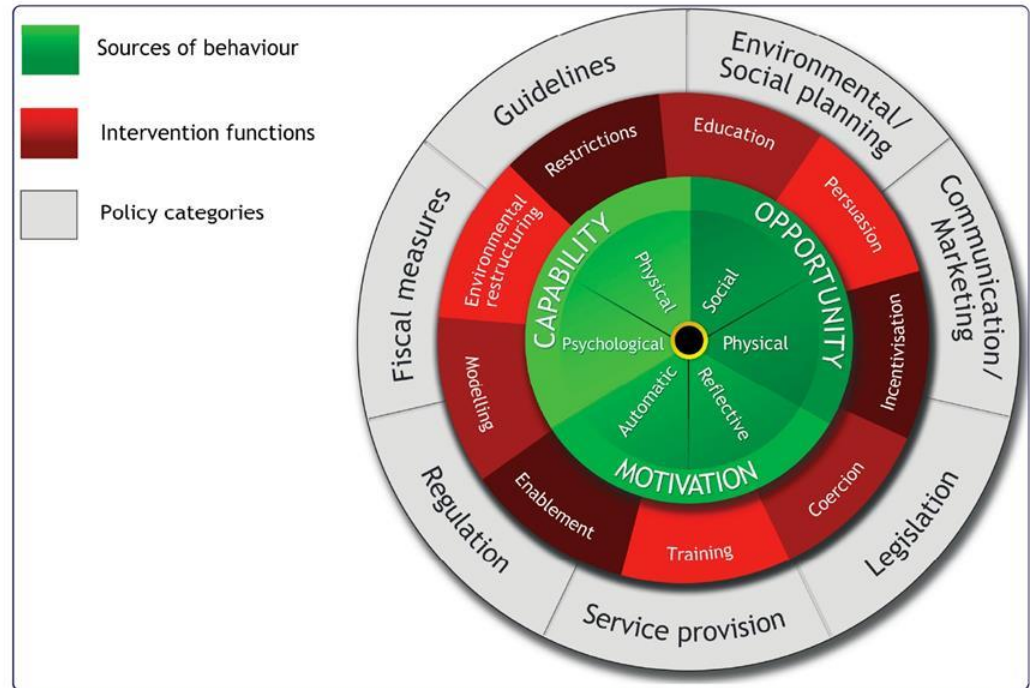 Sources of behaviour
Intervention functions
Policy categories
Guidelines
Environmental/
Social planning
Communication/
Marketing
Legislation
Service provision
Regulation
Fiscal measures
Restrictions
Education
Persuasion
Incentivisation
Coercion
Training
Enablement
Modelling
Environmental
restructuring
CAPABILITY
OPPORTUNITY
MOTIVATION
Physical
Social
Psychological
Physical
Automatic
Reflective